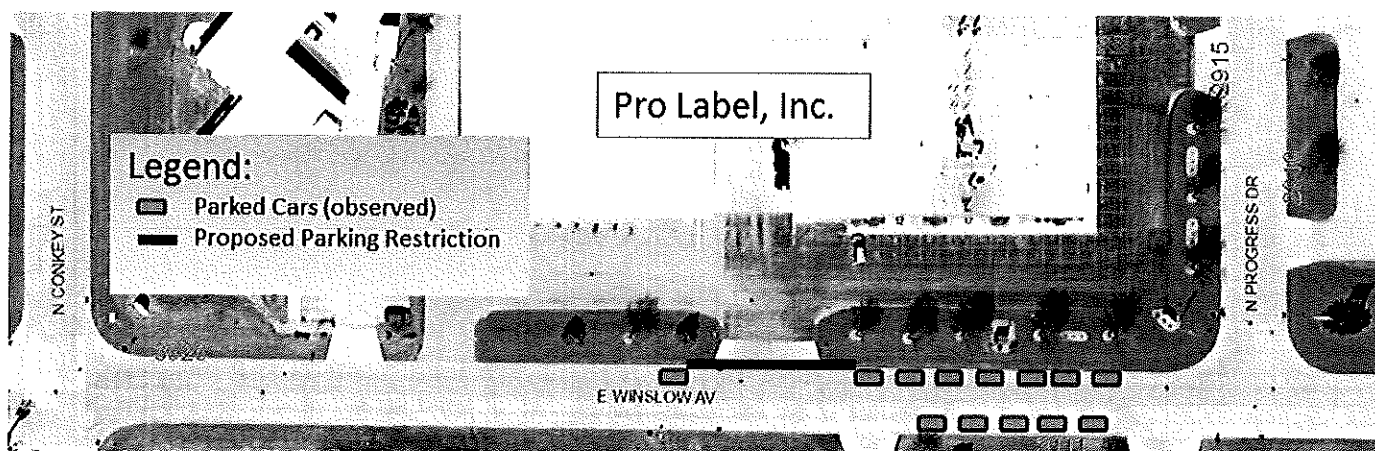 Pro Label, Inc.
2915
Legend:
Parked Cars (observed)
Proposed Parking Restriction
N CONKEY ST
N PROGRESS DR
E WINSLOW AV